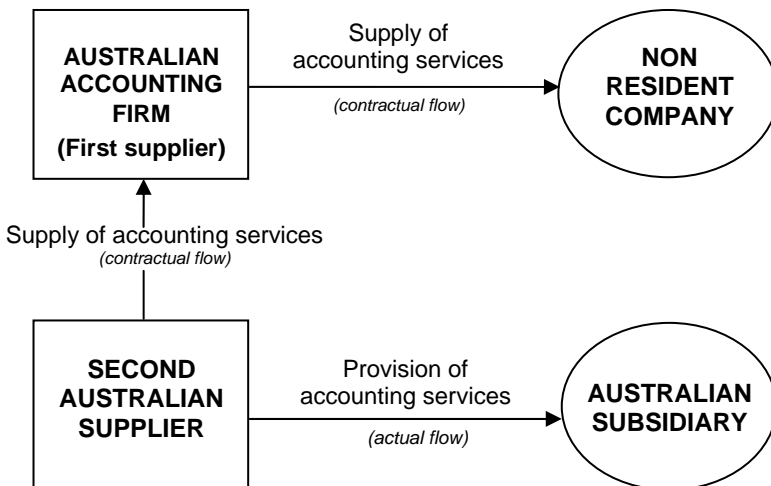 AUSTRALIAN
ACCOUNTING
FIRM
(First supplier)
Supply of
accounting services
(contractual flow)
NON
RESIDENT
COMPANY
Supply of accounting services
(contractual flow)
SECOND
AUSTRALIAN
SUPPLIER
Provision of
accounting services
(actual flow)
AUSTRALIAN
SUBSIDIARY